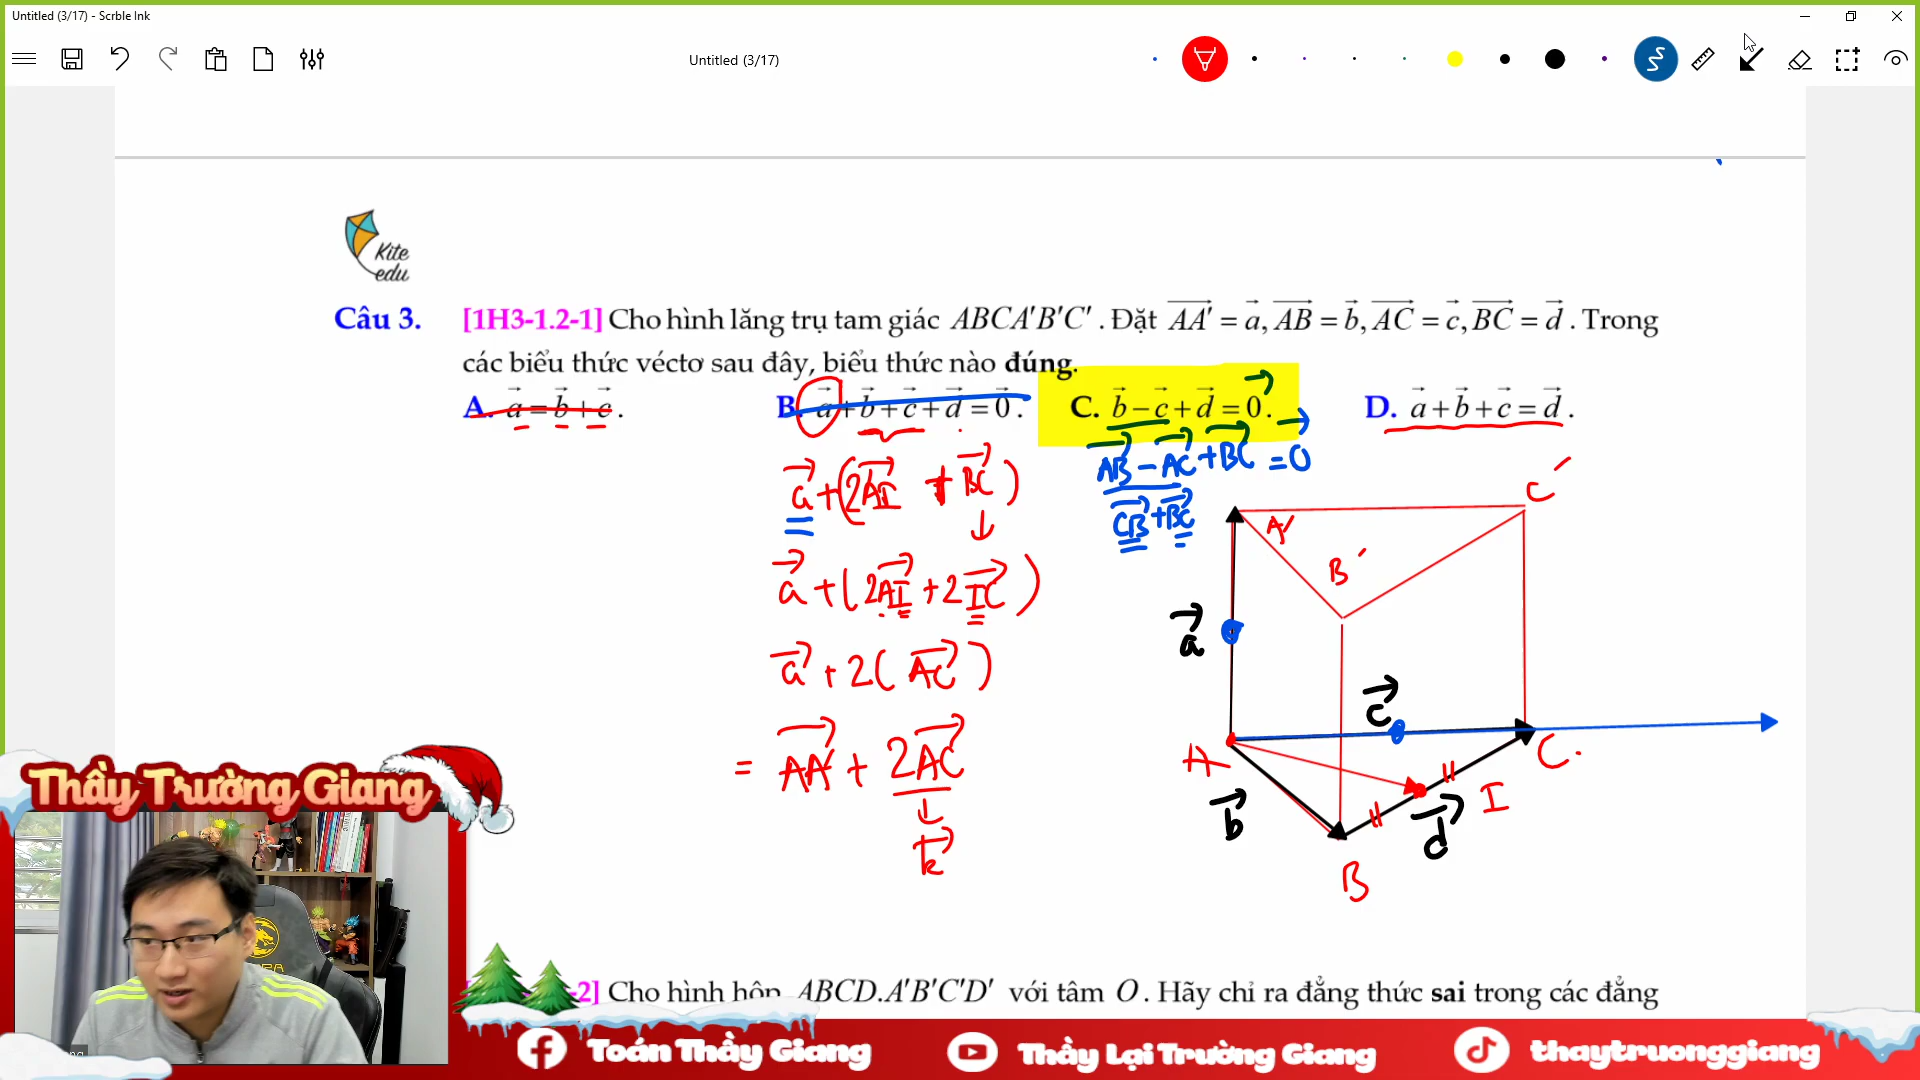 Untitled (3/17) - Scrble Ink
Untitled (3/17)
Kite edu
Câu 3. [1H3-1.2-1] Cho hình lăng trụ tam giác ABCA'B'C'. Đặt AA' = a, AB = b, AC = c, BC = d. Trong
các biểu thức véctơ sau đây, biểu thức nào đúng.
A. a = b + c. B. a + b + c + d = 0. C. b − c + d = 0. D. a + b + c = d.
a + (2AI + BC)
a + (2AI + 2IC)
a + 2(AC)
= AA' + 2AC
k
AB − AC + BC = 0
CB + BC
A' C'
B'
a
c
A C
b d I
B
-2] Cho hình hộp ABCD.A'B'C'D' với tâm O. Hãy chỉ ra đẳng thức sai trong các đẳng
Thầy Trường Giang
Toán Thầy Giang Thầy Lại Trường Giang thaytruonggiang